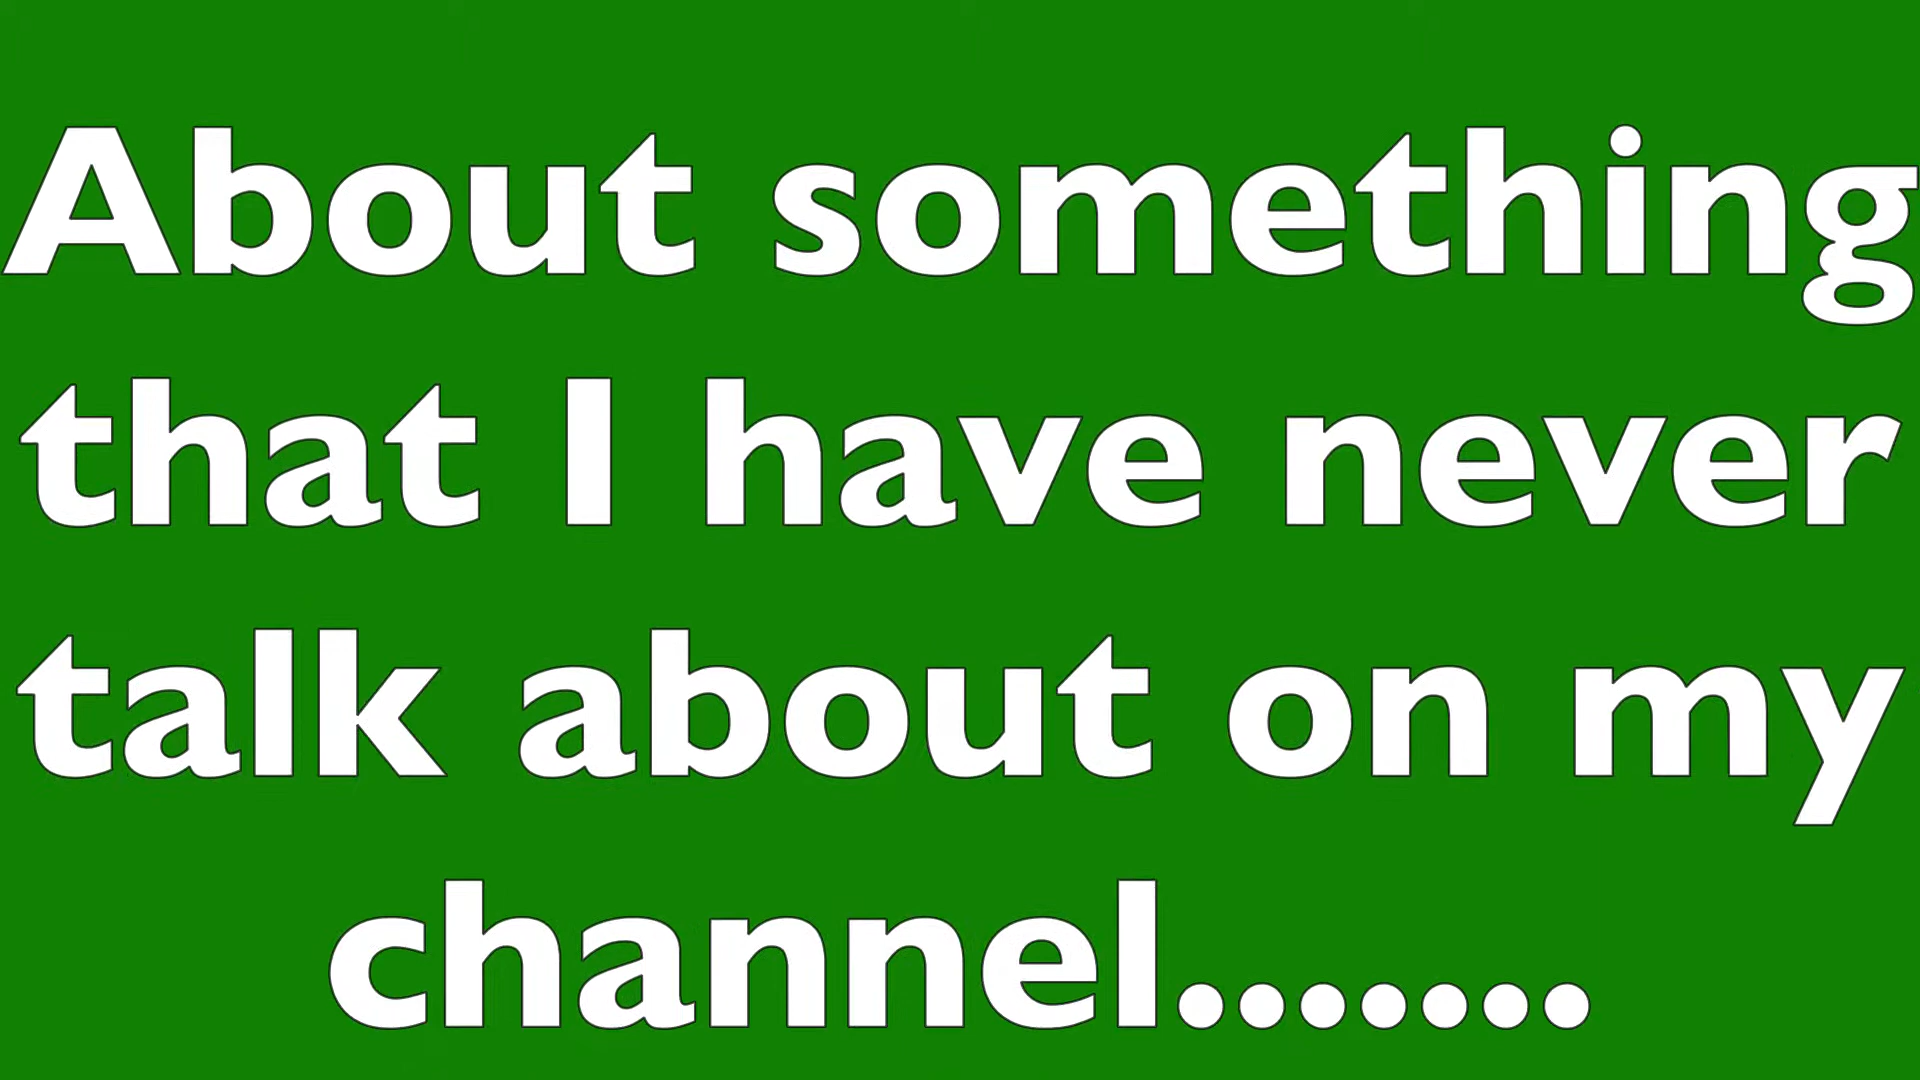 About something
that I have never
talk about on my
channel.......